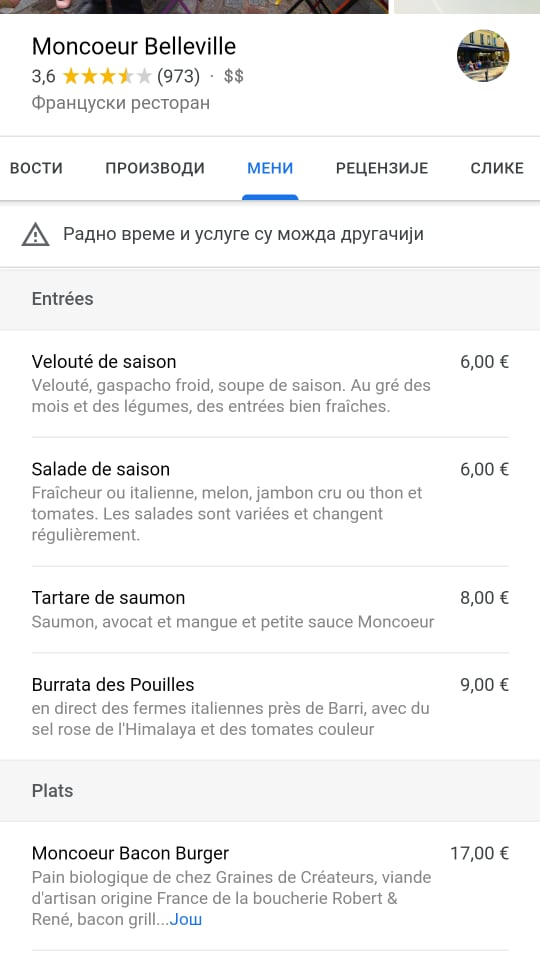 Moncoeur Belleville
3,6 (973) · $$
Француски ресторан
ВОСТИ ПРОИЗВОДИ МЕНИ РЕЦЕНЗИЈЕ СЛИКЕ
Радно време и услуге су можда другачији
Entrées
Velouté de saison 6,00 €
Velouté, gaspacho froid, soupe de saison. Au gré des
mois et des légumes, des entrées bien fraîches.
Salade de saison 6,00 €
Fraîcheur ou italienne, melon, jambon cru ou thon et
tomates. Les salades sont variées et changent
régulièrement.
Tartare de saumon 8,00 €
Saumon, avocat et mangue et petite sauce Moncoeur
Burrata des Pouilles 9,00 €
en direct des fermes italiennes près de Barri, avec du
sel rose de l'Himalaya et des tomates couleur
Plats
Moncoeur Bacon Burger 17,00 €
Pain biologique de chez Graines de Créateurs, viande
d'artisan origine France de la boucherie Robert &
René, bacon grill...Још